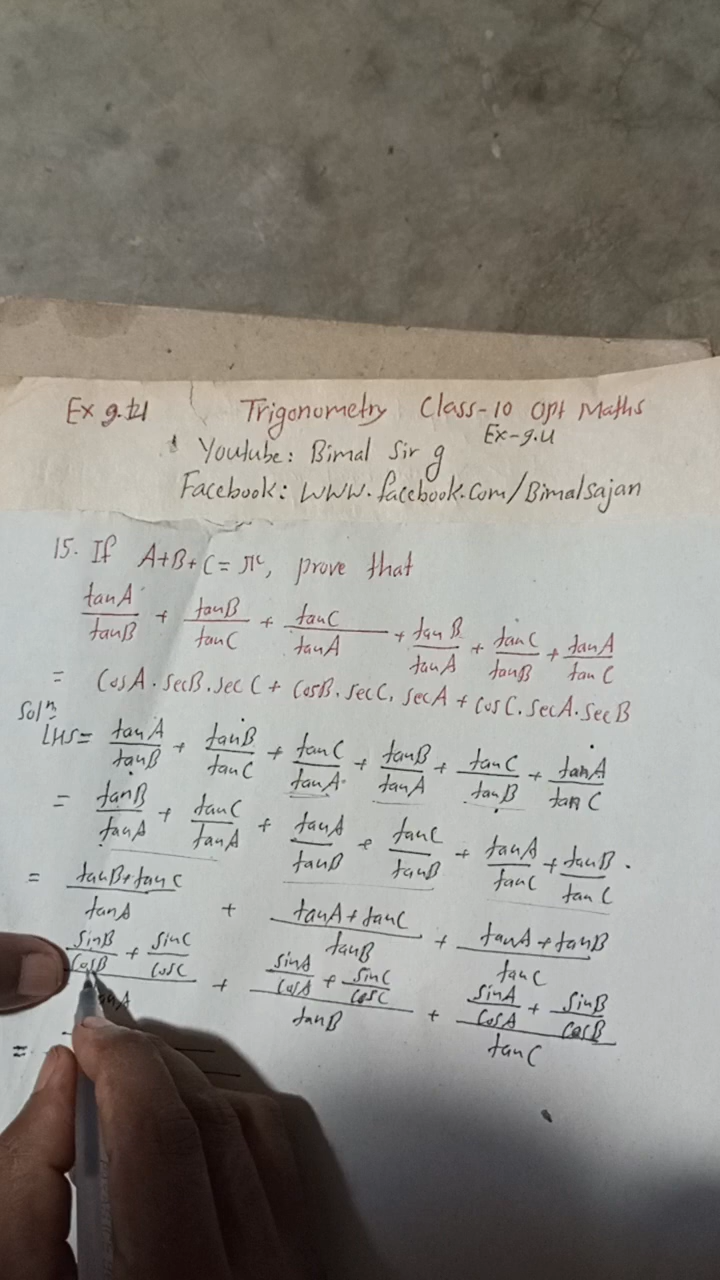 Ex 9.4 Trigonometry Class-10 Opt Maths
Ex-9.4
Youtube: Bimal Sir g
Facebook: WWW.facebook.com/Bimalsajan
15. If A+B+C = πᶜ, prove that
tanA/tanB + tanB/tanC + tanC/tanA + tanB/tanA + tanC/tanB + tanA/tanC
= CosA.secB.sec C + CosB.secC.secA + cosC.secA.secB
Solⁿ:
LHS = tanA/tanB + tanB/tanC + tanC/tanA + tanB/tanA + tanC/tanB + tanA/tanC
= tanB/tanA + tanC/tanA + tanA/tanB + tanC/tanB + tanA/tanC + tanB/tanC
= tanB+tanC/tanA + tanA+tanC/tanB + tanA+tanB/tanC
sinB/cosB + sinC/cosC / tanA + sinA/cosA + sinC/cosC / tanB + sinA/cosA + sinB/cosB / tanC
=